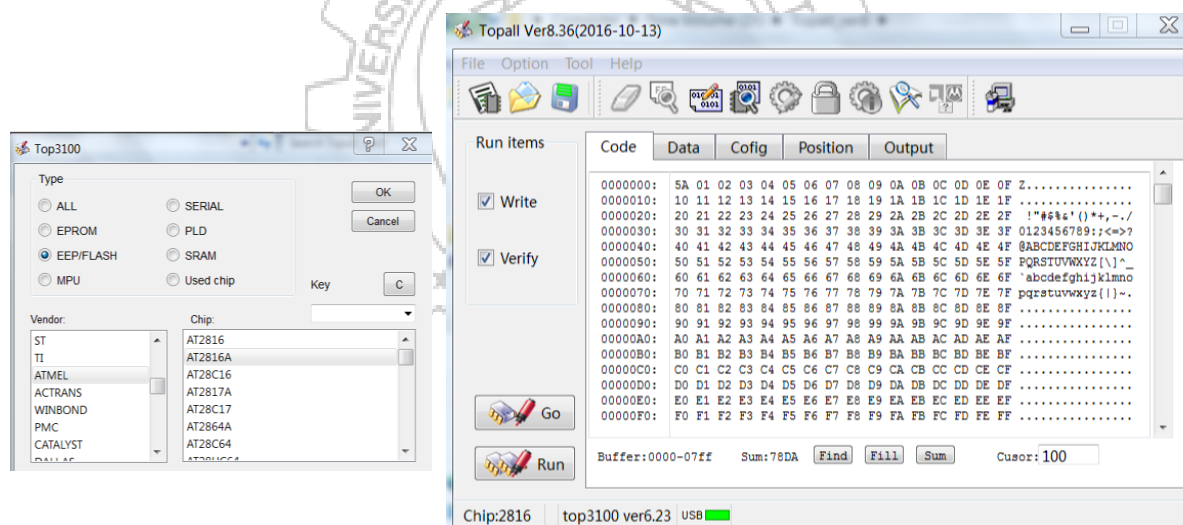 UNIVERS
Top3100
Type
ALL
SERIAL
EPROM
PLD
EEP/FLASH
SRAM
MPU
Used chip
OK
Cancel
Key
C
Vendor:
Chip:
ST
TI
ATMEL
ACTRANS
WINBOND
PMC
CATALYST
DALLAS
AT2816
AT2816A
AT28C16
AT2817A
AT28C17
AT2864A
AT28C64
AT28HC64
Topall Ver8.36(2016-10-13)
File Option Tool Help
Run items
Write
Verify
Go
Run
Code Data Cofig Position Output
0000000: 5A 01 02 03 04 05 06 07 08 09 0A 0B 0C 0D 0E 0F Z...............
0000010: 10 11 12 13 14 15 16 17 18 19 1A 1B 1C 1D 1E 1F ................
0000020: 20 21 22 23 24 25 26 27 28 29 2A 2B 2C 2D 2E 2F !"#$%&'()*+,-./
0000030: 30 31 32 33 34 35 36 37 38 39 3A 3B 3C 3D 3E 3F 0123456789:;<=>?
0000040: 40 41 42 43 44 45 46 47 48 49 4A 4B 4C 4D 4E 4F @ABCDEFGHIJKLMNO
0000050: 50 51 52 53 54 55 56 57 58 59 5A 5B 5C 5D 5E 5F PQRSTUVWXYZ[\]^_
0000060: 60 61 62 63 64 65 66 67 68 69 6A 6B 6C 6D 6E 6F `abcdefghijklmno
0000070: 70 71 72 73 74 75 76 77 78 79 7A 7B 7C 7D 7E 7F pqrstuvwxyz{|}~.
0000080: 80 81 82 83 84 85 86 87 88 89 8A 8B 8C 8D 8E 8F ................
0000090: 90 91 92 93 94 95 96 97 98 99 9A 9B 9C 9D 9E 9F ................
00000A0: A0 A1 A2 A3 A4 A5 A6 A7 A8 A9 AA AB AC AD AE AF ................
00000B0: B0 B1 B2 B3 B4 B5 B6 B7 B8 B9 BA BB BC BD BE BF ................
00000C0: C0 C1 C2 C3 C4 C5 C6 C7 C8 C9 CA CB CC CD CE CF ................
00000D0: D0 D1 D2 D3 D4 D5 D6 D7 D8 D9 DA DB DC DD DE DF ................
00000E0: E0 E1 E2 E3 E4 E5 E6 E7 E8 E9 EA EB EC ED EE EF ................
00000F0: F0 F1 F2 F3 F4 F5 F6 F7 F8 F9 FA FB FC FD FE FF ................
Buffer:0000-07ff Sum:78DA Find Fill Sum Cusor: 100
Chip:2816 top3100 ver6.23 USB